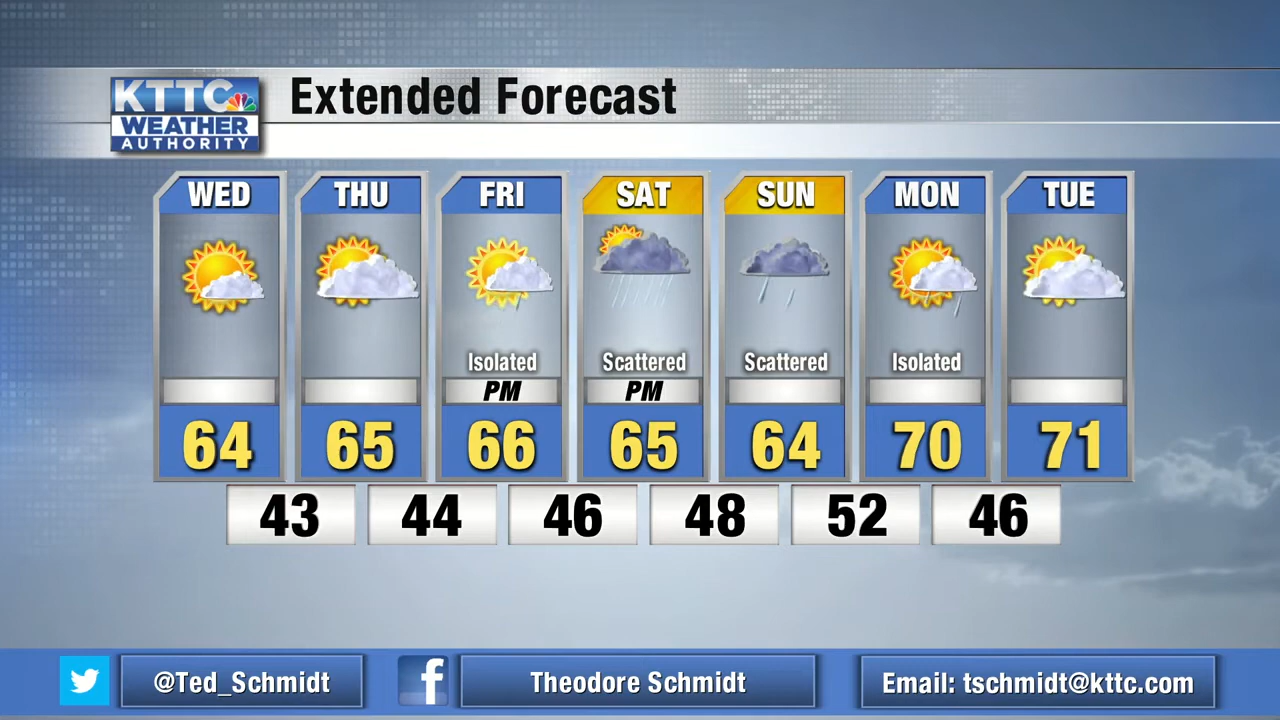 KTTC
WEATHER
AUTHORITY
Extended Forecast
WED THU FRI SAT SUN MON TUE
Isolated Scattered Scattered Isolated
PM PM
64 65 66 65 64 70 71
43 44 46 48 52 46
@Ted_Schmidt
Theodore Schmidt
Email: tschmidt@kttc.com